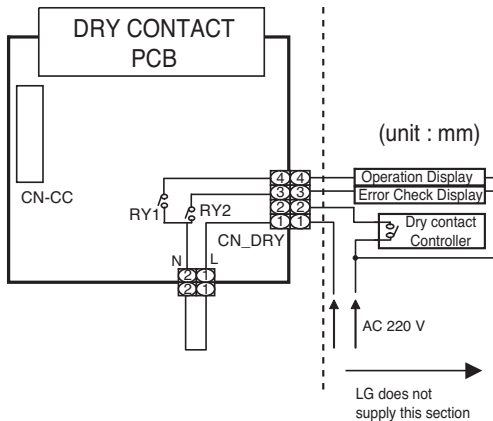 DRY CONTACT
PCB
(unit : mm)
CN-CC
4 4
3 3
2 2
1 1
Operation Display
Error Check Display
RY1
RY2
CN_DRY
Dry contact
Controller
N L
2 1
2 1
AC 220 V
LG does not
supply this section